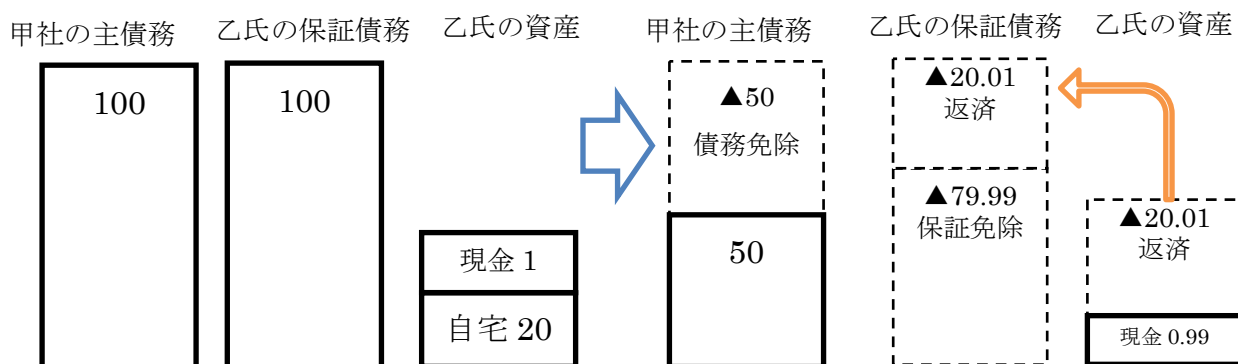 甲社の主債務
乙氏の保証債務
乙氏の資産
100
100
現金 1
自宅 20
甲社の主債務
乙氏の保証債務
乙氏の資産
▲50
債務免除
50
▲20.01
返済
▲79.99
保証免除
▲20.01
返済
現金 0.99